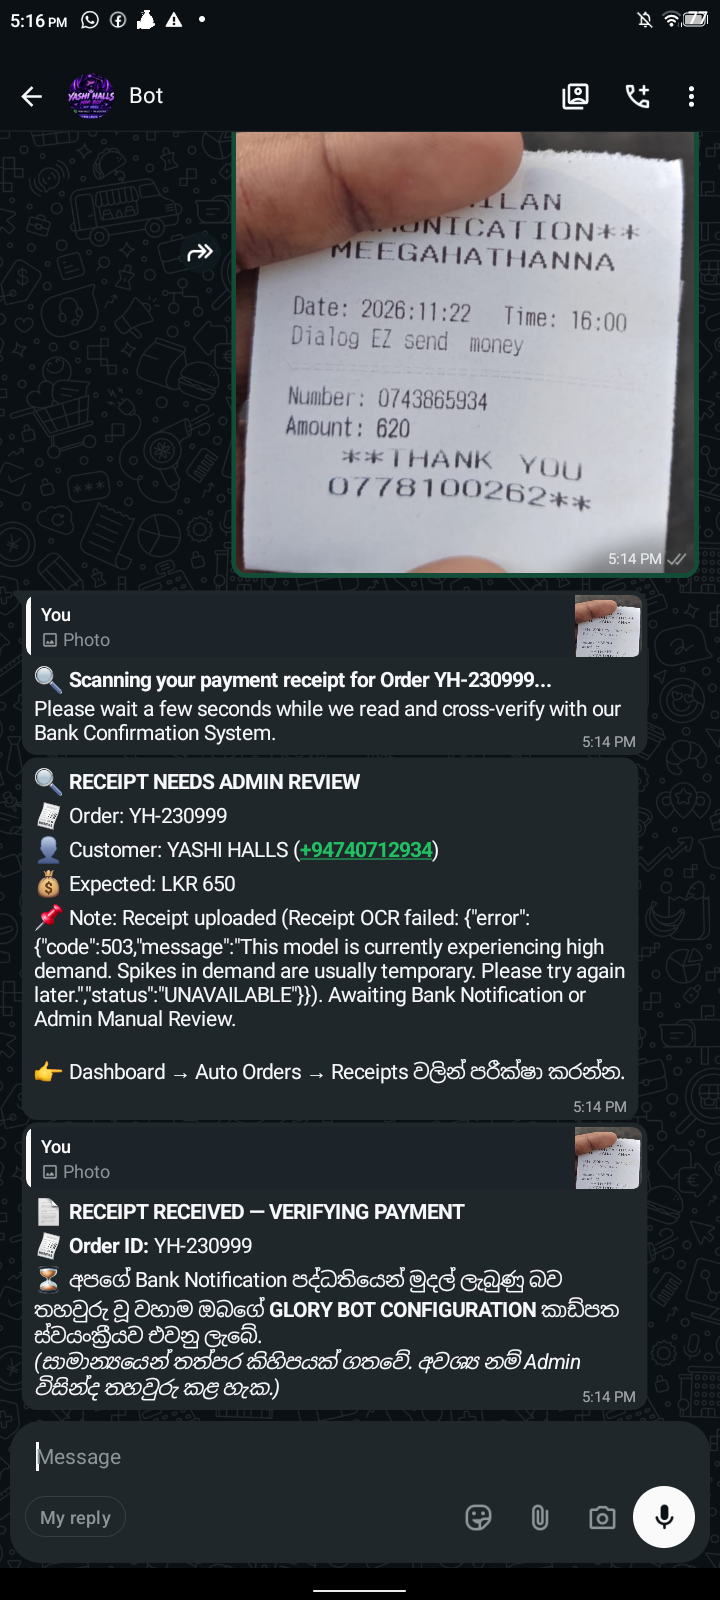 5:16 PM
77
YASHI HALLS
Bot
ILAN
UNICATION**
MEEGAHATHANNA
Date: 2026:11:22 Time: 16:00
Dialog EZ send money
Number: 0743865934
Amount: 620
**THANK YOU
0778100262**
5:14 PM
You
Photo
Scanning your payment receipt for Order YH-230999...
Please wait a few seconds while we read and cross-verify with our
Bank Confirmation System.
5:14 PM
RECEIPT NEEDS ADMIN REVIEW
Order: YH-230999
Customer: YASHI HALLS (+94740712934)
Expected: LKR 650
Note: Receipt uploaded (Receipt OCR failed: {"error":
{"code":503,"message":"This model is currently experiencing high
demand. Spikes in demand are usually temporary. Please try again
later.","status":"UNAVAILABLE"}}). Awaiting Bank Notification or
Admin Manual Review.
👉 Dashboard → Auto Orders → Receipts වලින් පරීක්ෂා කරන්න.
5:14 PM
You
Photo
RECEIPT RECEIVED — VERIFYING PAYMENT
Order ID: YH-230999
අපගේ Bank Notification පද්ධතියෙන් මුදල් ලැබුණු බව
තහවුරු වූ වහාම ඔබගේ GLORY BOT CONFIGURATION කාඩ්පත
ස්වයංක්‍රීයව එවනු ලැබේ.
(සාමාන්‍යයෙන් තත්පර කිහිපයක් ගතවේ. අවශ්‍ය නම් Admin
විසින්ද තහවුරු කළ හැක.)
5:14 PM
Message
My reply